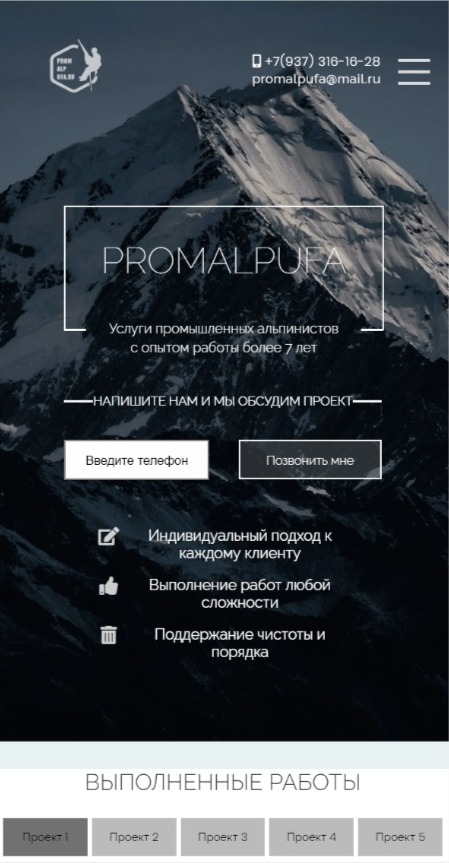 PROM
ALP
UFA.RU
+7(937) 316-16-28
promalpufa@mail.ru
PROMALPUFA
Услуги промышленных альпинистов
с опытом работы более 7 лет
НАПИШИТЕ НАМ И МЫ ОБСУДИМ ПРОЕКТ
Введите телефон
Позвонить мне
Индивидуальный подход к
каждому клиенту
Выполнение работ любой
сложности
Поддержание чистоты и
порядка
ВЫПОЛНЕННЫЕ РАБОТЫ
Проект 1
Проект 2
Проект 3
Проект 4
Проект 5